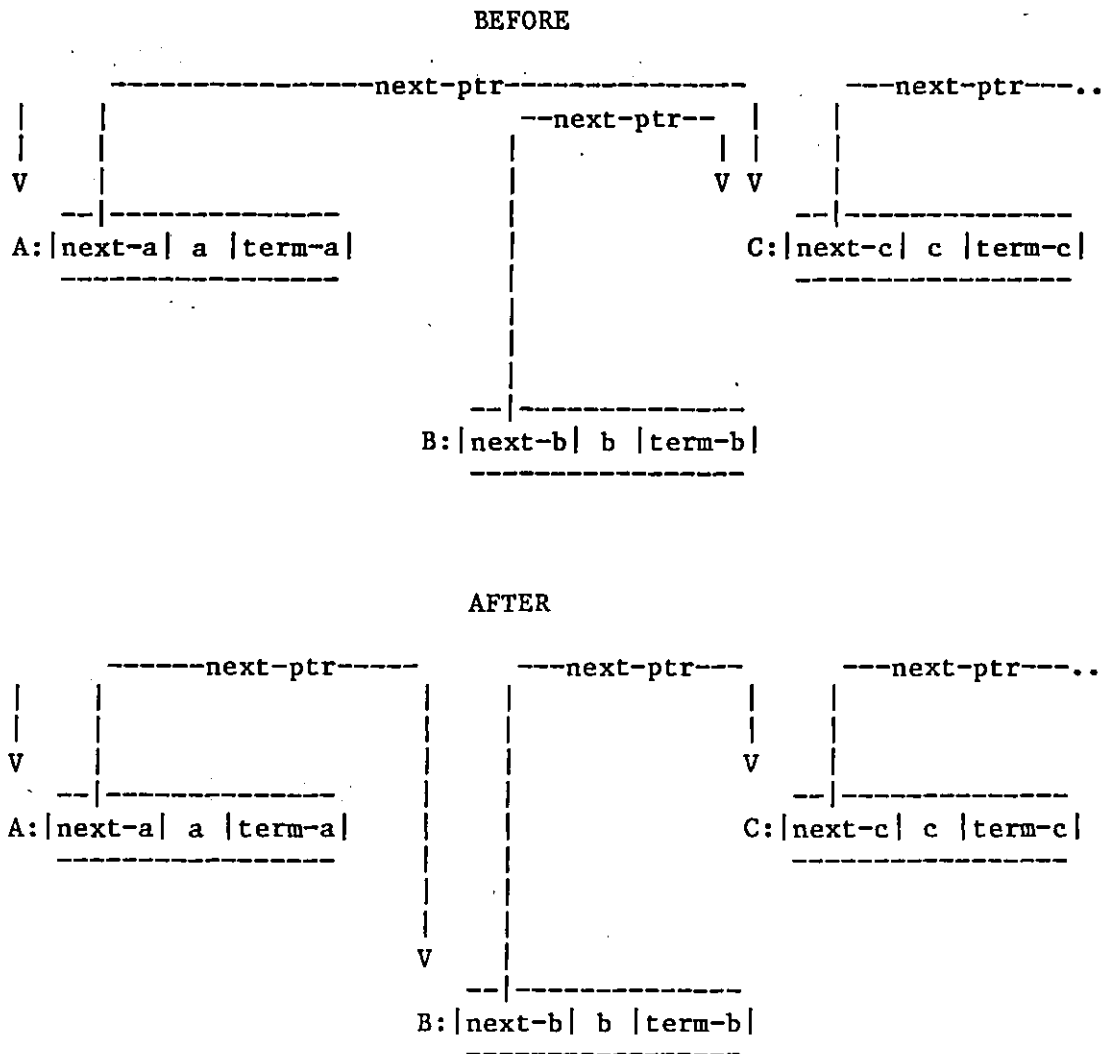 BEFORE
next-ptr next-ptr..
next-ptr
V V V
A:|next-a| a |term-a| C:|next-c| c |term-c|
B:|next-b| b |term-b|
AFTER
next-ptr next-ptr next-ptr..
V V
A:|next-a| a |term-a| C:|next-c| c |term-c|
V
B:|next-b| b |term-b|